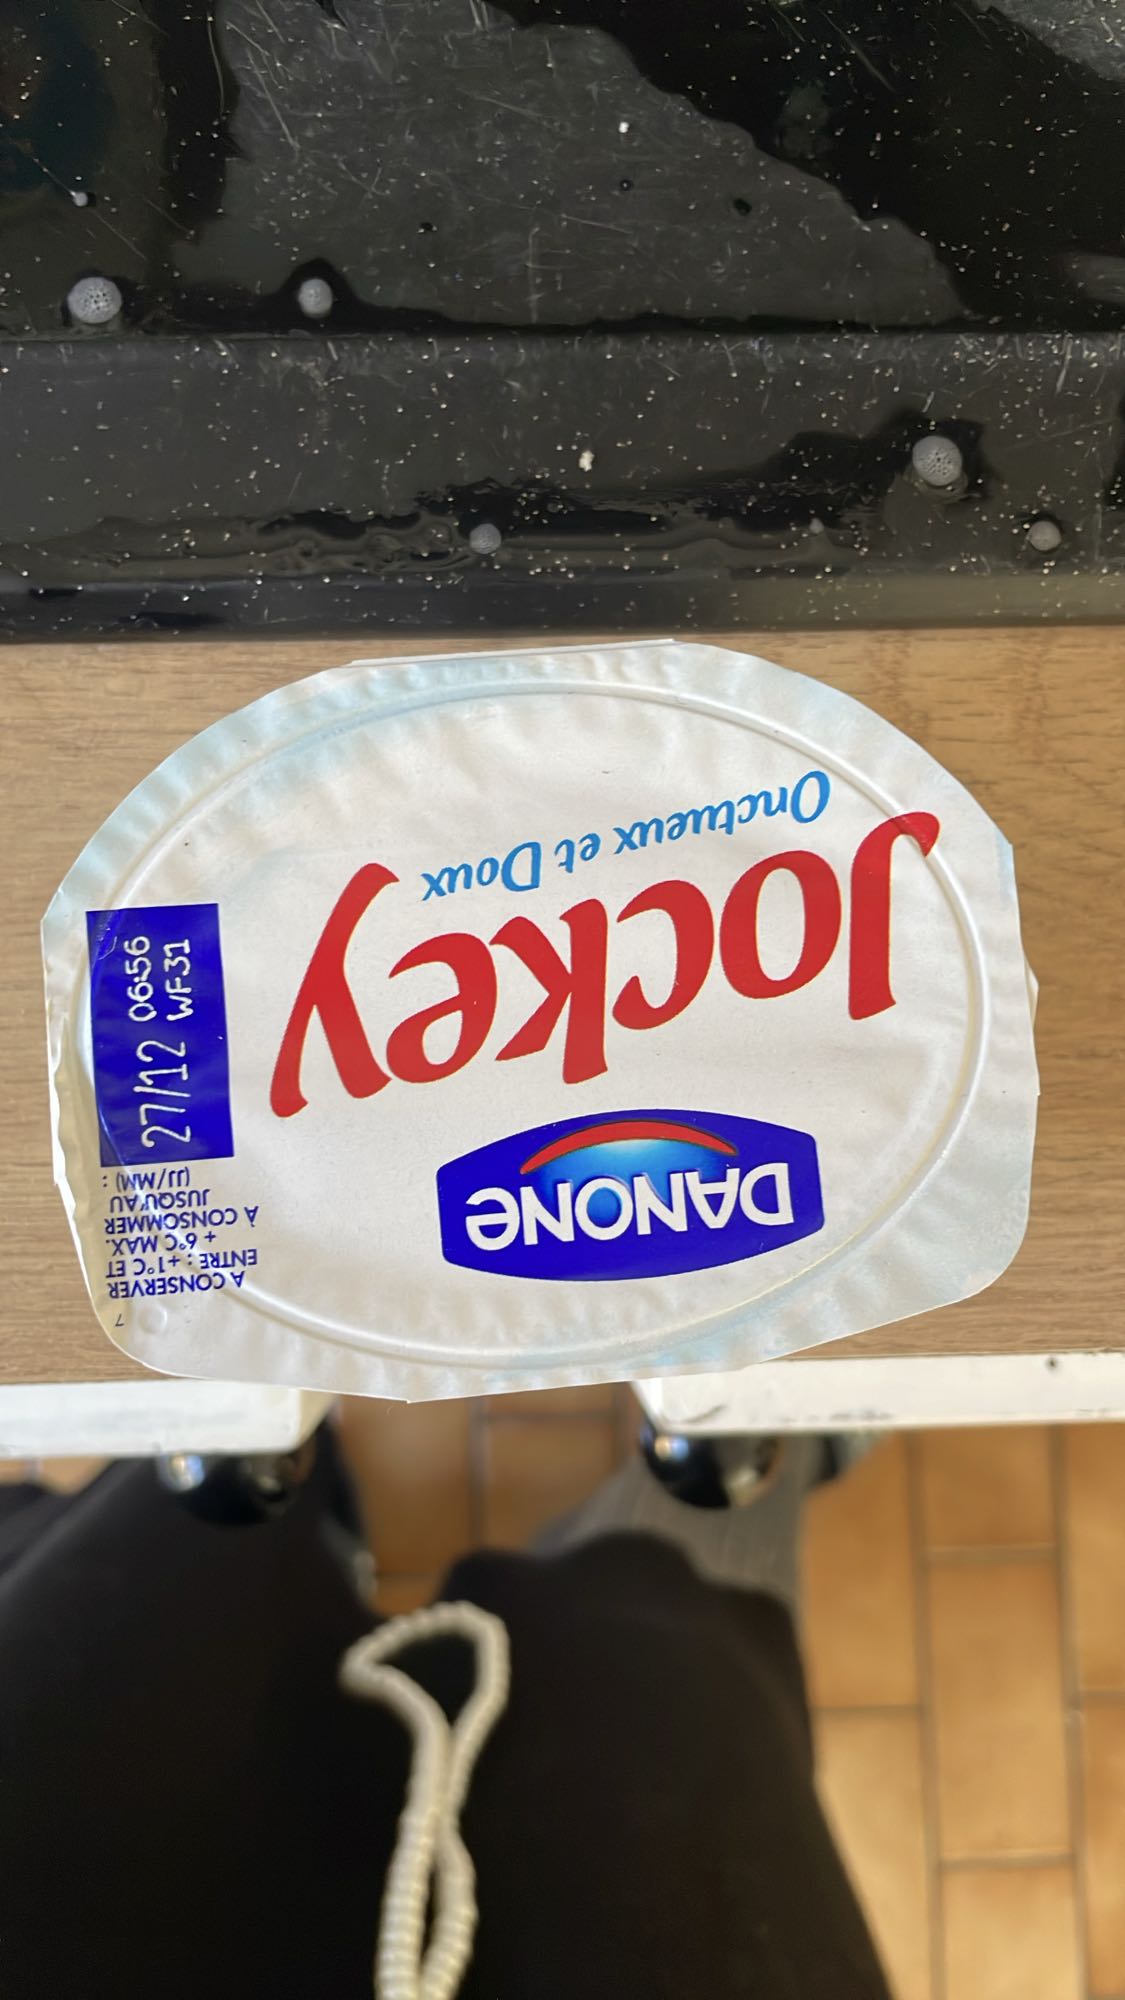 DANONE
Jockey
Onctueux et Doux
7
A CONSERVER
ENTRE : +1°C ET
+ 6°C MAX.
À CONSOMMER
JUSQU'AU
(JJ/MM) :
27/12 06:56
WF31